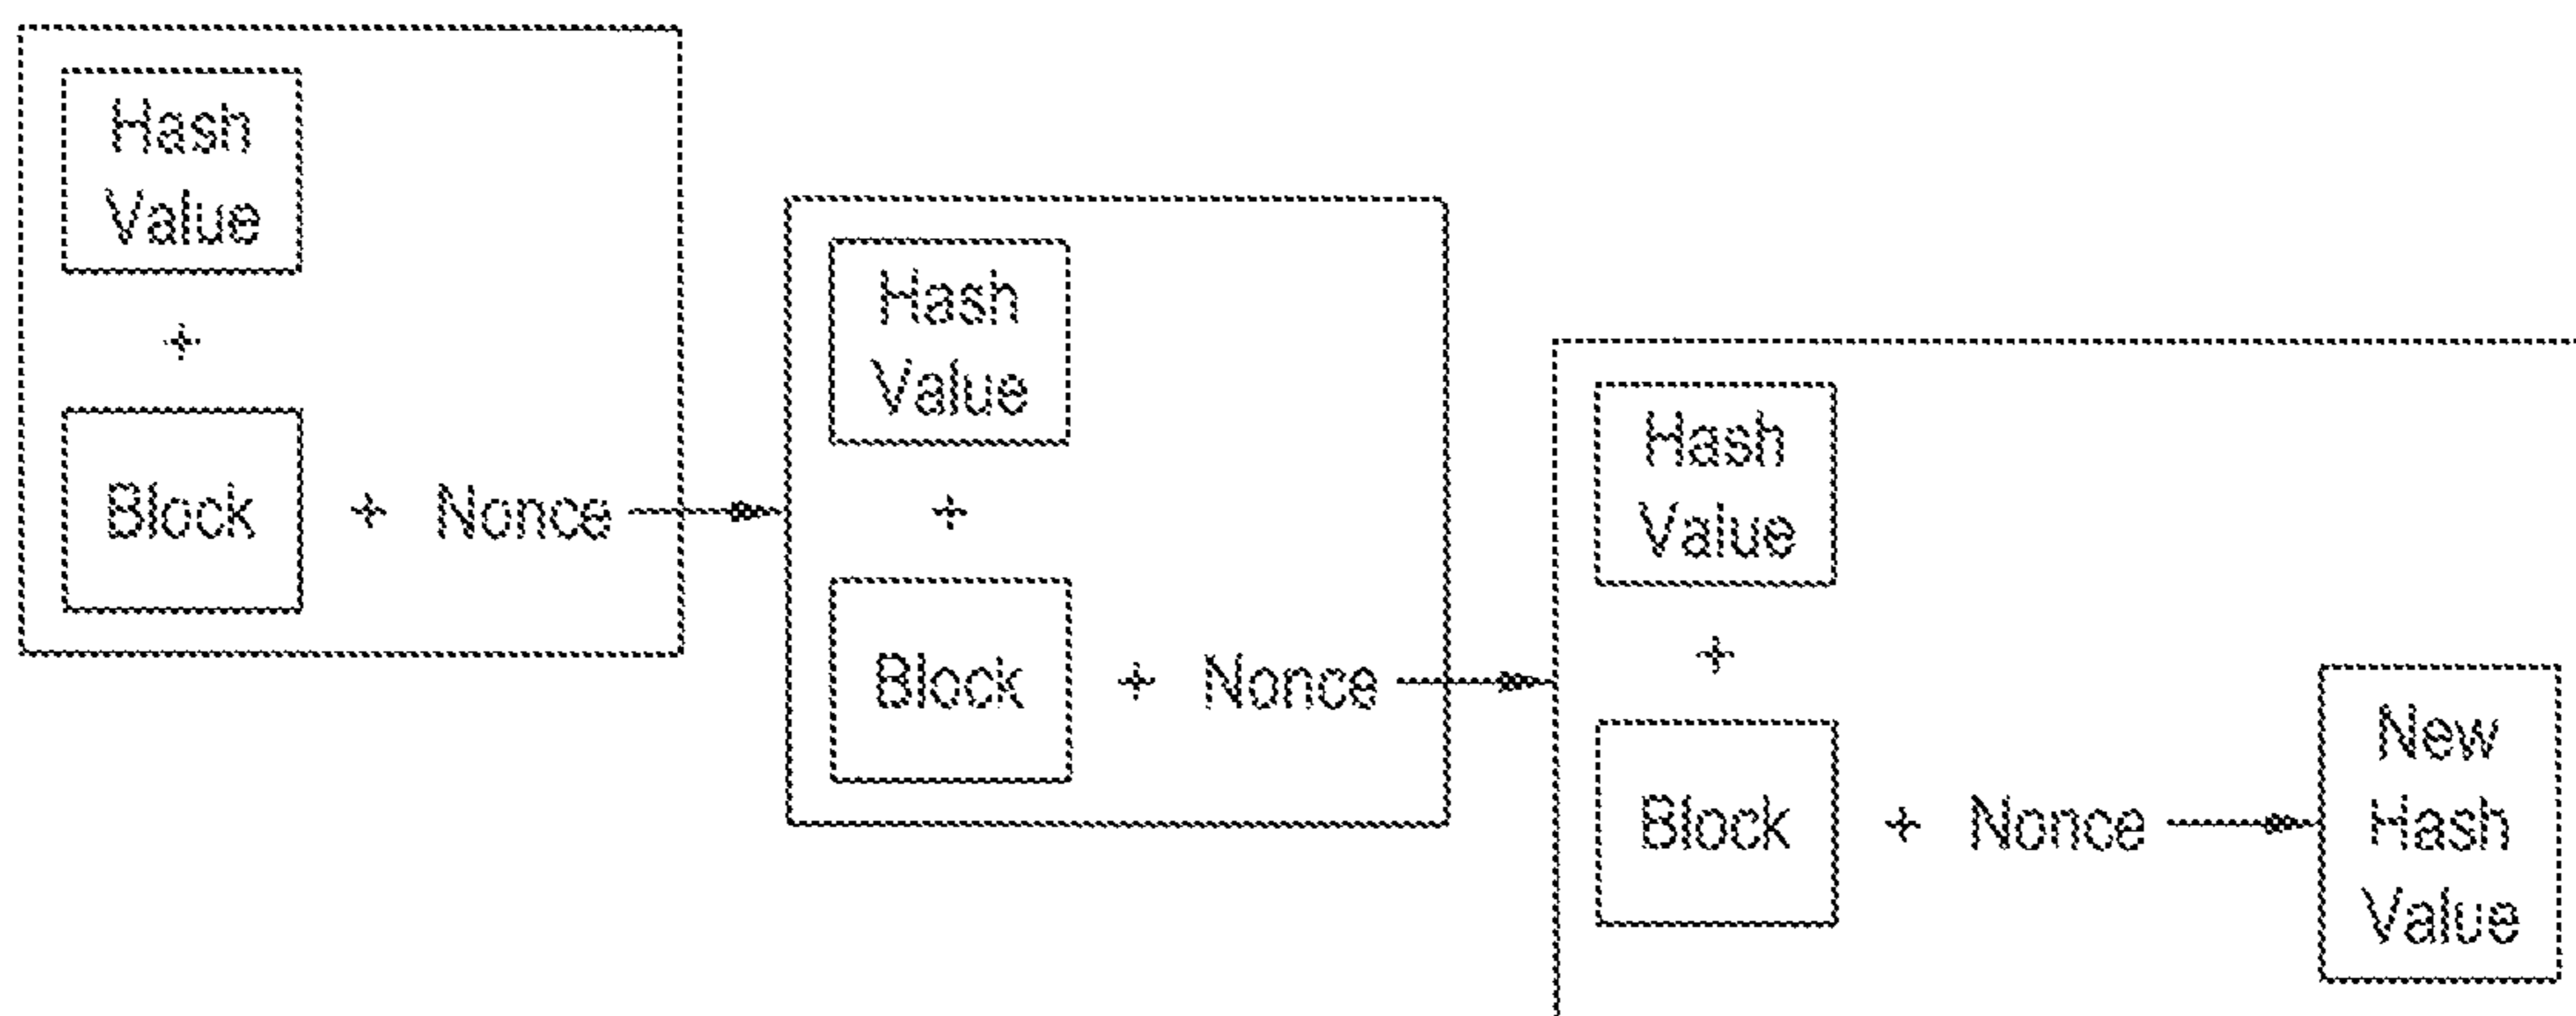 Hash
Value
+
Block + Nonce
Hash
Value
+
Block + Nonce
Hash
Value
+
Block + Nonce
New
Hash
Value